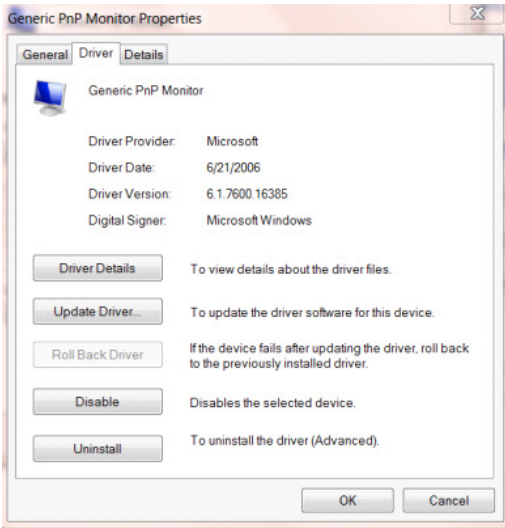 Generic PnP Monitor Properties
General Driver Details
Generic PnP Monitor
Driver Provider: Microsoft
Driver Date: 6/21/2006
Driver Version: 6.1.7600.16385
Digital Signer: Microsoft Windows
Driver Details To view details about the driver files.
Update Driver... To update the driver software for this device.
Roll Back Driver If the device fails after updating the driver, roll back
to the previously installed driver.
Disable Disables the selected device.
Uninstall To uninstall the driver (Advanced).
OK Cancel